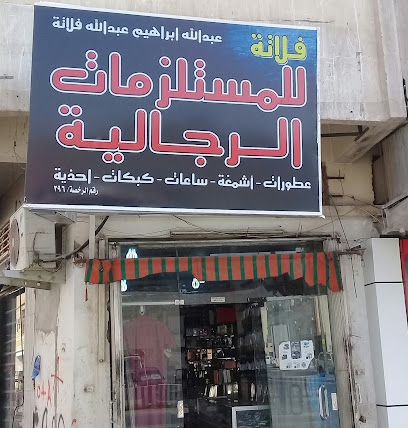 فلاتة
عبدالله ابراهيم عبدالله فلاتة
للمستلزمات
الرجالية
عطورات - اشمغة - ساعات - كبكات - احذية
رقم الرخصة/ ٢٩٦